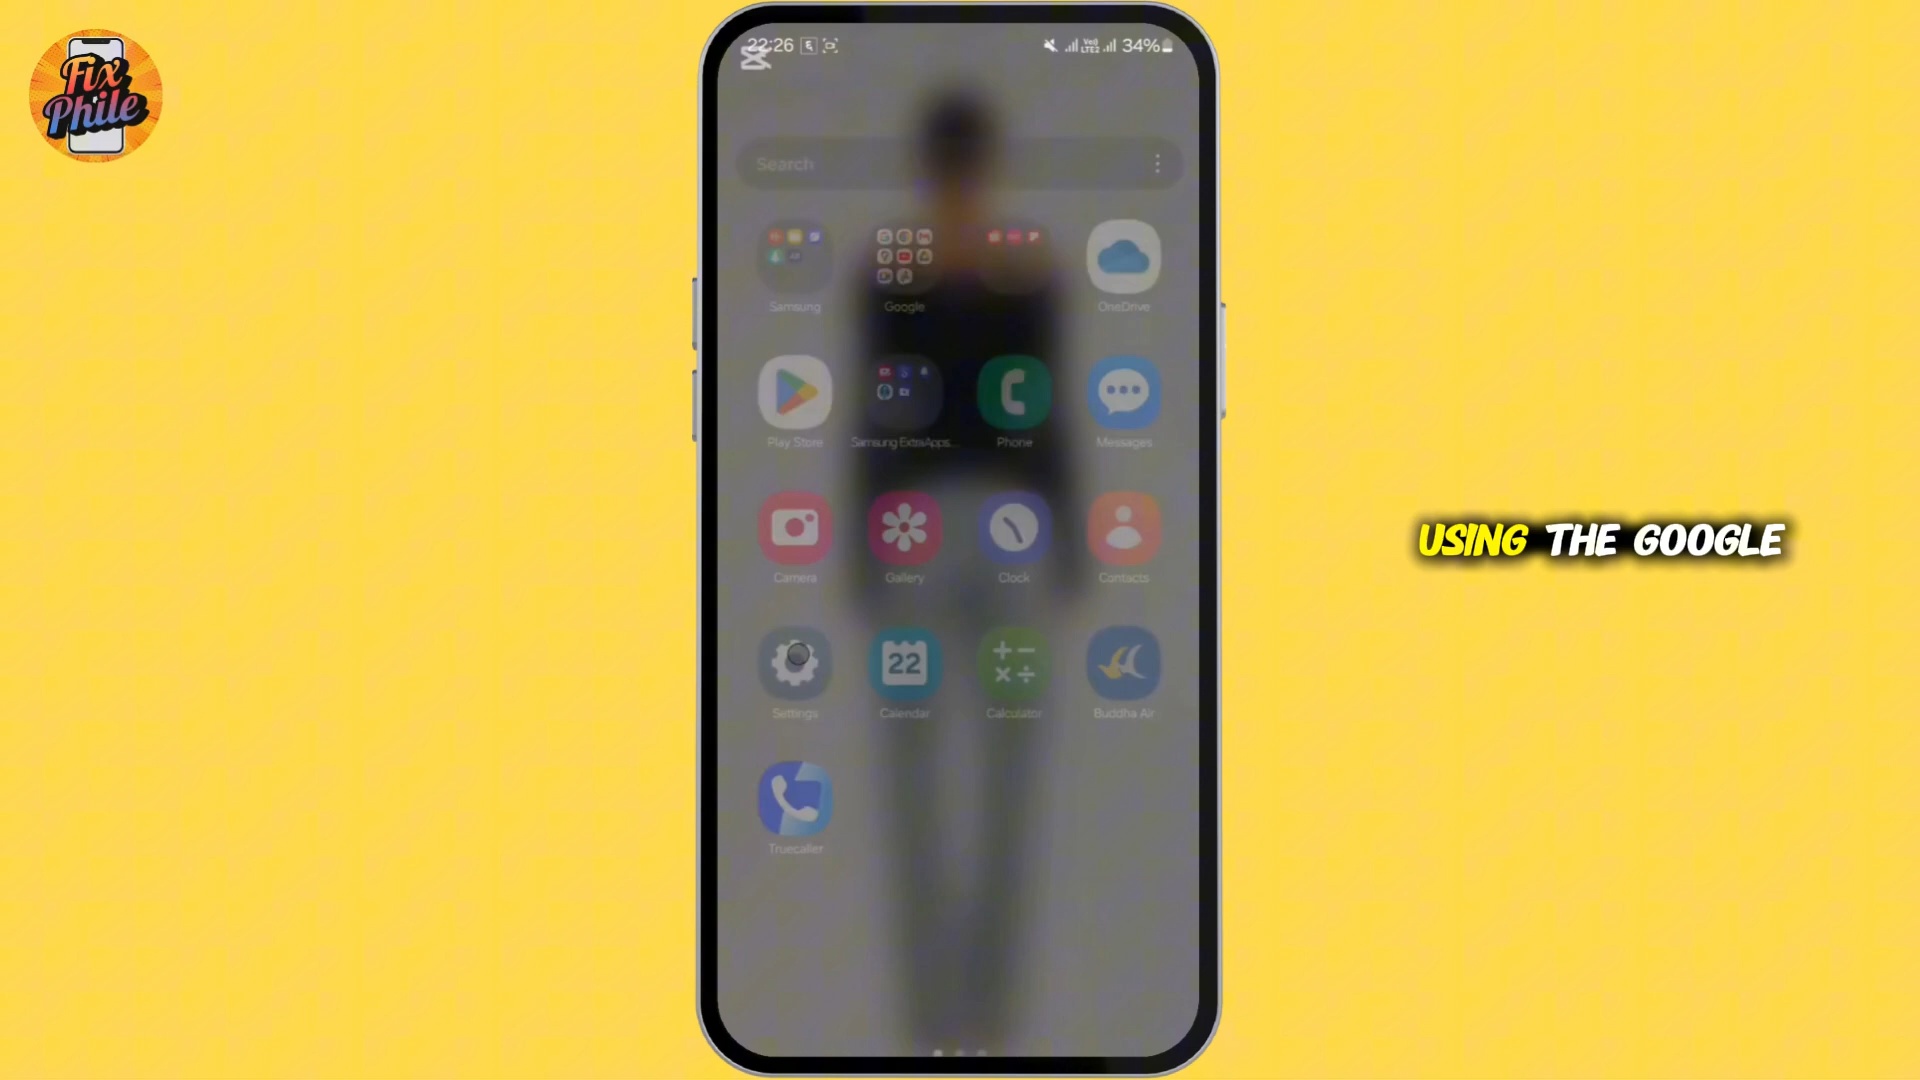 Fix
Phile
22:26
VoLTE2 34%
Search
Samsung Google OneDrive
Play Store Samsung ExtraApps... Phone Messages
Camera Gallery Clock Contacts
22
Settings Calendar Calculator Buddha Air
Truecaller
USING THE GOOGLE